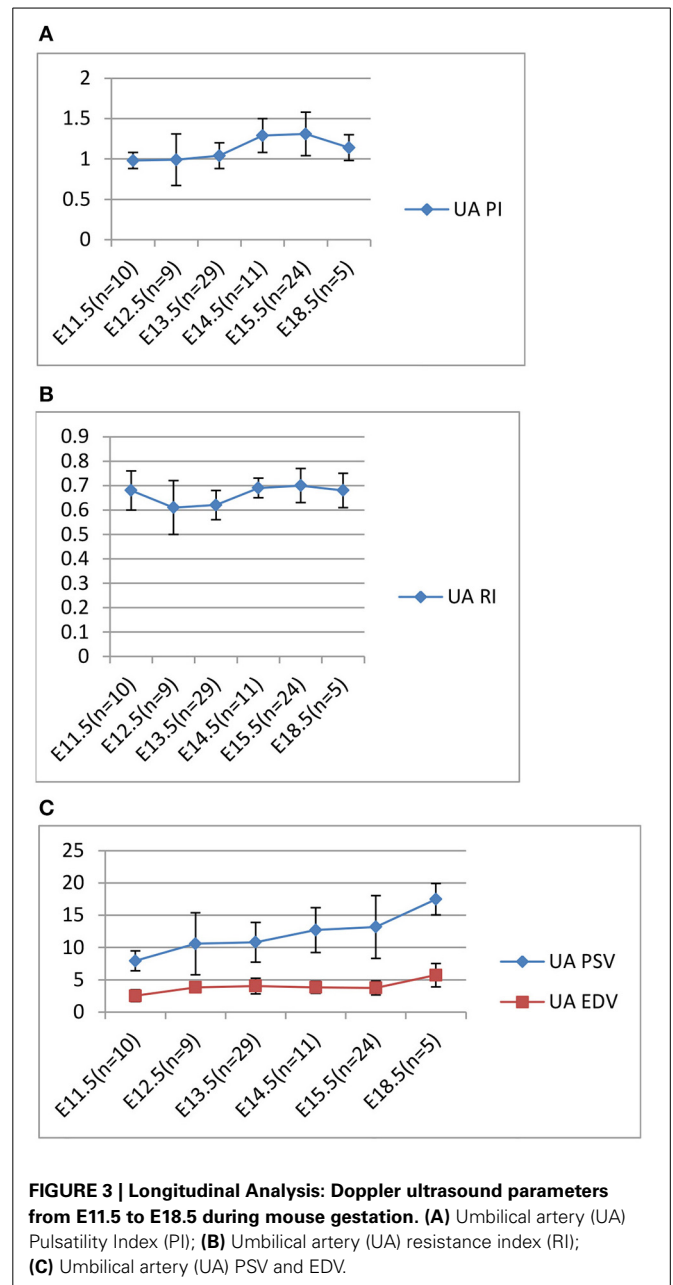 A
2
1.5
1
0.5
0
UA PI
E11.5(n=10)
E12.5(n=9)
E13.5(n=29)
E14.5(n=11)
E15.5(n=24)
E18.5(n=5)
B
0.9
0.8
0.7
0.6
0.5
0.4
0.3
0.2
0.1
0
UA RI
E11.5(n=10)
E12.5(n=9)
E13.5(n=29)
E14.5(n=11)
E15.5(n=24)
E18.5(n=5)
C
25
20
15
10
5
0
UA PSV
UA EDV
E11.5(n=10)
E12.5(n=9)
E13.5(n=29)
E14.5(n=11)
E15.5(n=24)
E18.5(n=5)
FIGURE 3 | Longitudinal Analysis: Doppler ultrasound parameters
from E11.5 to E18.5 during mouse gestation. (A) Umbilical artery (UA)
Pulsatility Index (PI); (B) Umbilical artery (UA) resistance index (RI);
(C) Umbilical artery (UA) PSV and EDV.